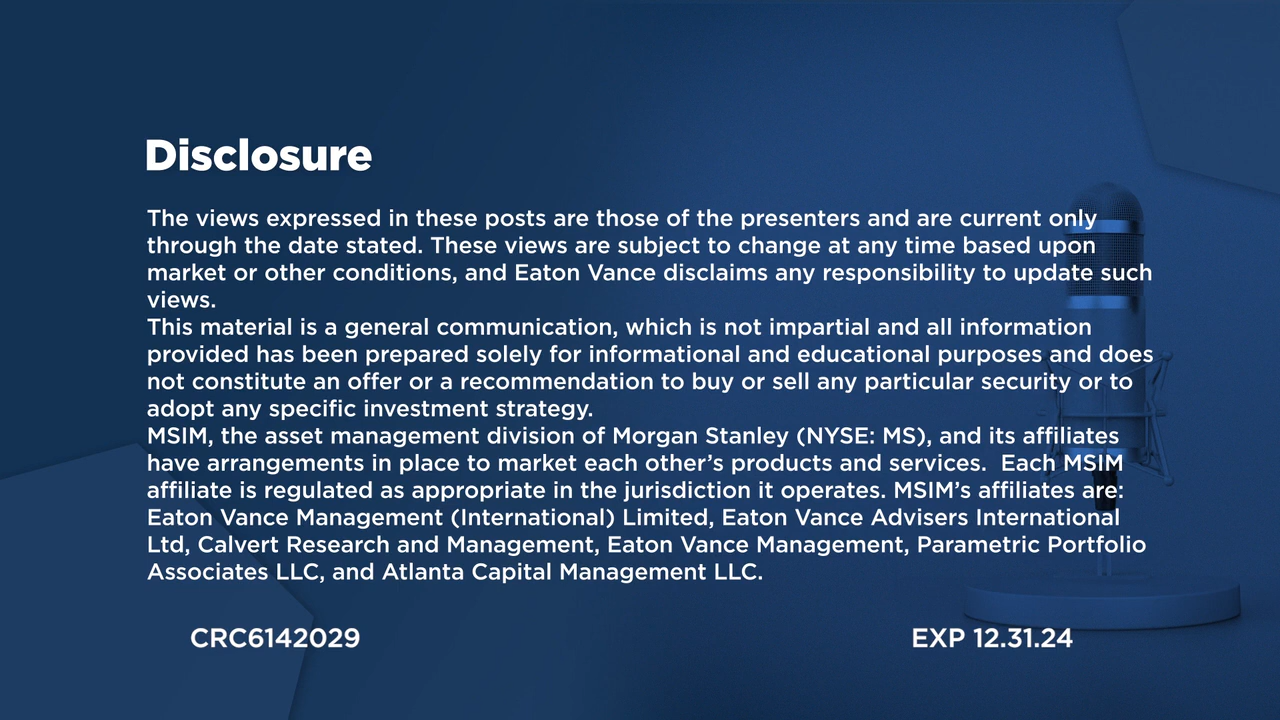 Disclosure
The views expressed in these posts are those of the presenters and are current only
through the date stated. These views are subject to change at any time based upon
market or other conditions, and Eaton Vance disclaims any responsibility to update such
views.
This material is a general communication, which is not impartial and all information
provided has been prepared solely for informational and educational purposes and does
not constitute an offer or a recommendation to buy or sell any particular security or to
adopt any specific investment strategy.
MSIM, the asset management division of Morgan Stanley (NYSE: MS), and its affiliates
have arrangements in place to market each other’s products and services.  Each MSIM
affiliate is regulated as appropriate in the jurisdiction it operates. MSIM’s affiliates are:
Eaton Vance Management (International) Limited, Eaton Vance Advisers International
Ltd, Calvert Research and Management, Eaton Vance Management, Parametric Portfolio
Associates LLC, and Atlanta Capital Management LLC.
CRC6142029 EXP 12.31.24